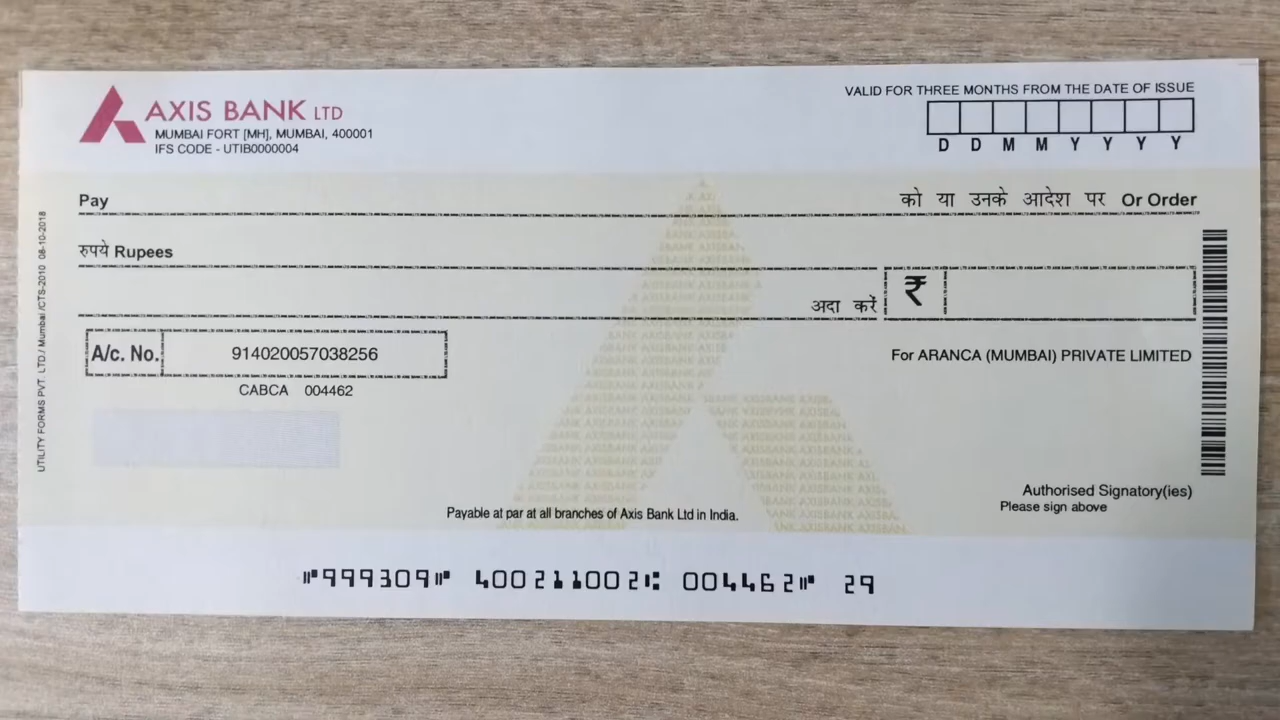 AXIS BANK LTD
MUMBAI FORT [MH], MUMBAI, 400001
IFS CODE - UTIB0000004
VALID FOR THREE MONTHS FROM THE DATE OF ISSUE
D D M M Y Y Y Y
Pay को या उनके आदेश पर Or Order
रुपये Rupees
अदा करें ₹
A/c. No. 914020057038256
CABCA 004462
For ARANCA (MUMBAI) PRIVATE LIMITED
Authorised Signatory(ies)
Please sign above
Payable at par at all branches of Axis Bank Ltd in India.
⑈999309⑈ 400211002⑆ 004462⑈ 29
UTILITY FORMS PVT. LTD./ Mumbai /CTS-2010 08-10-2018